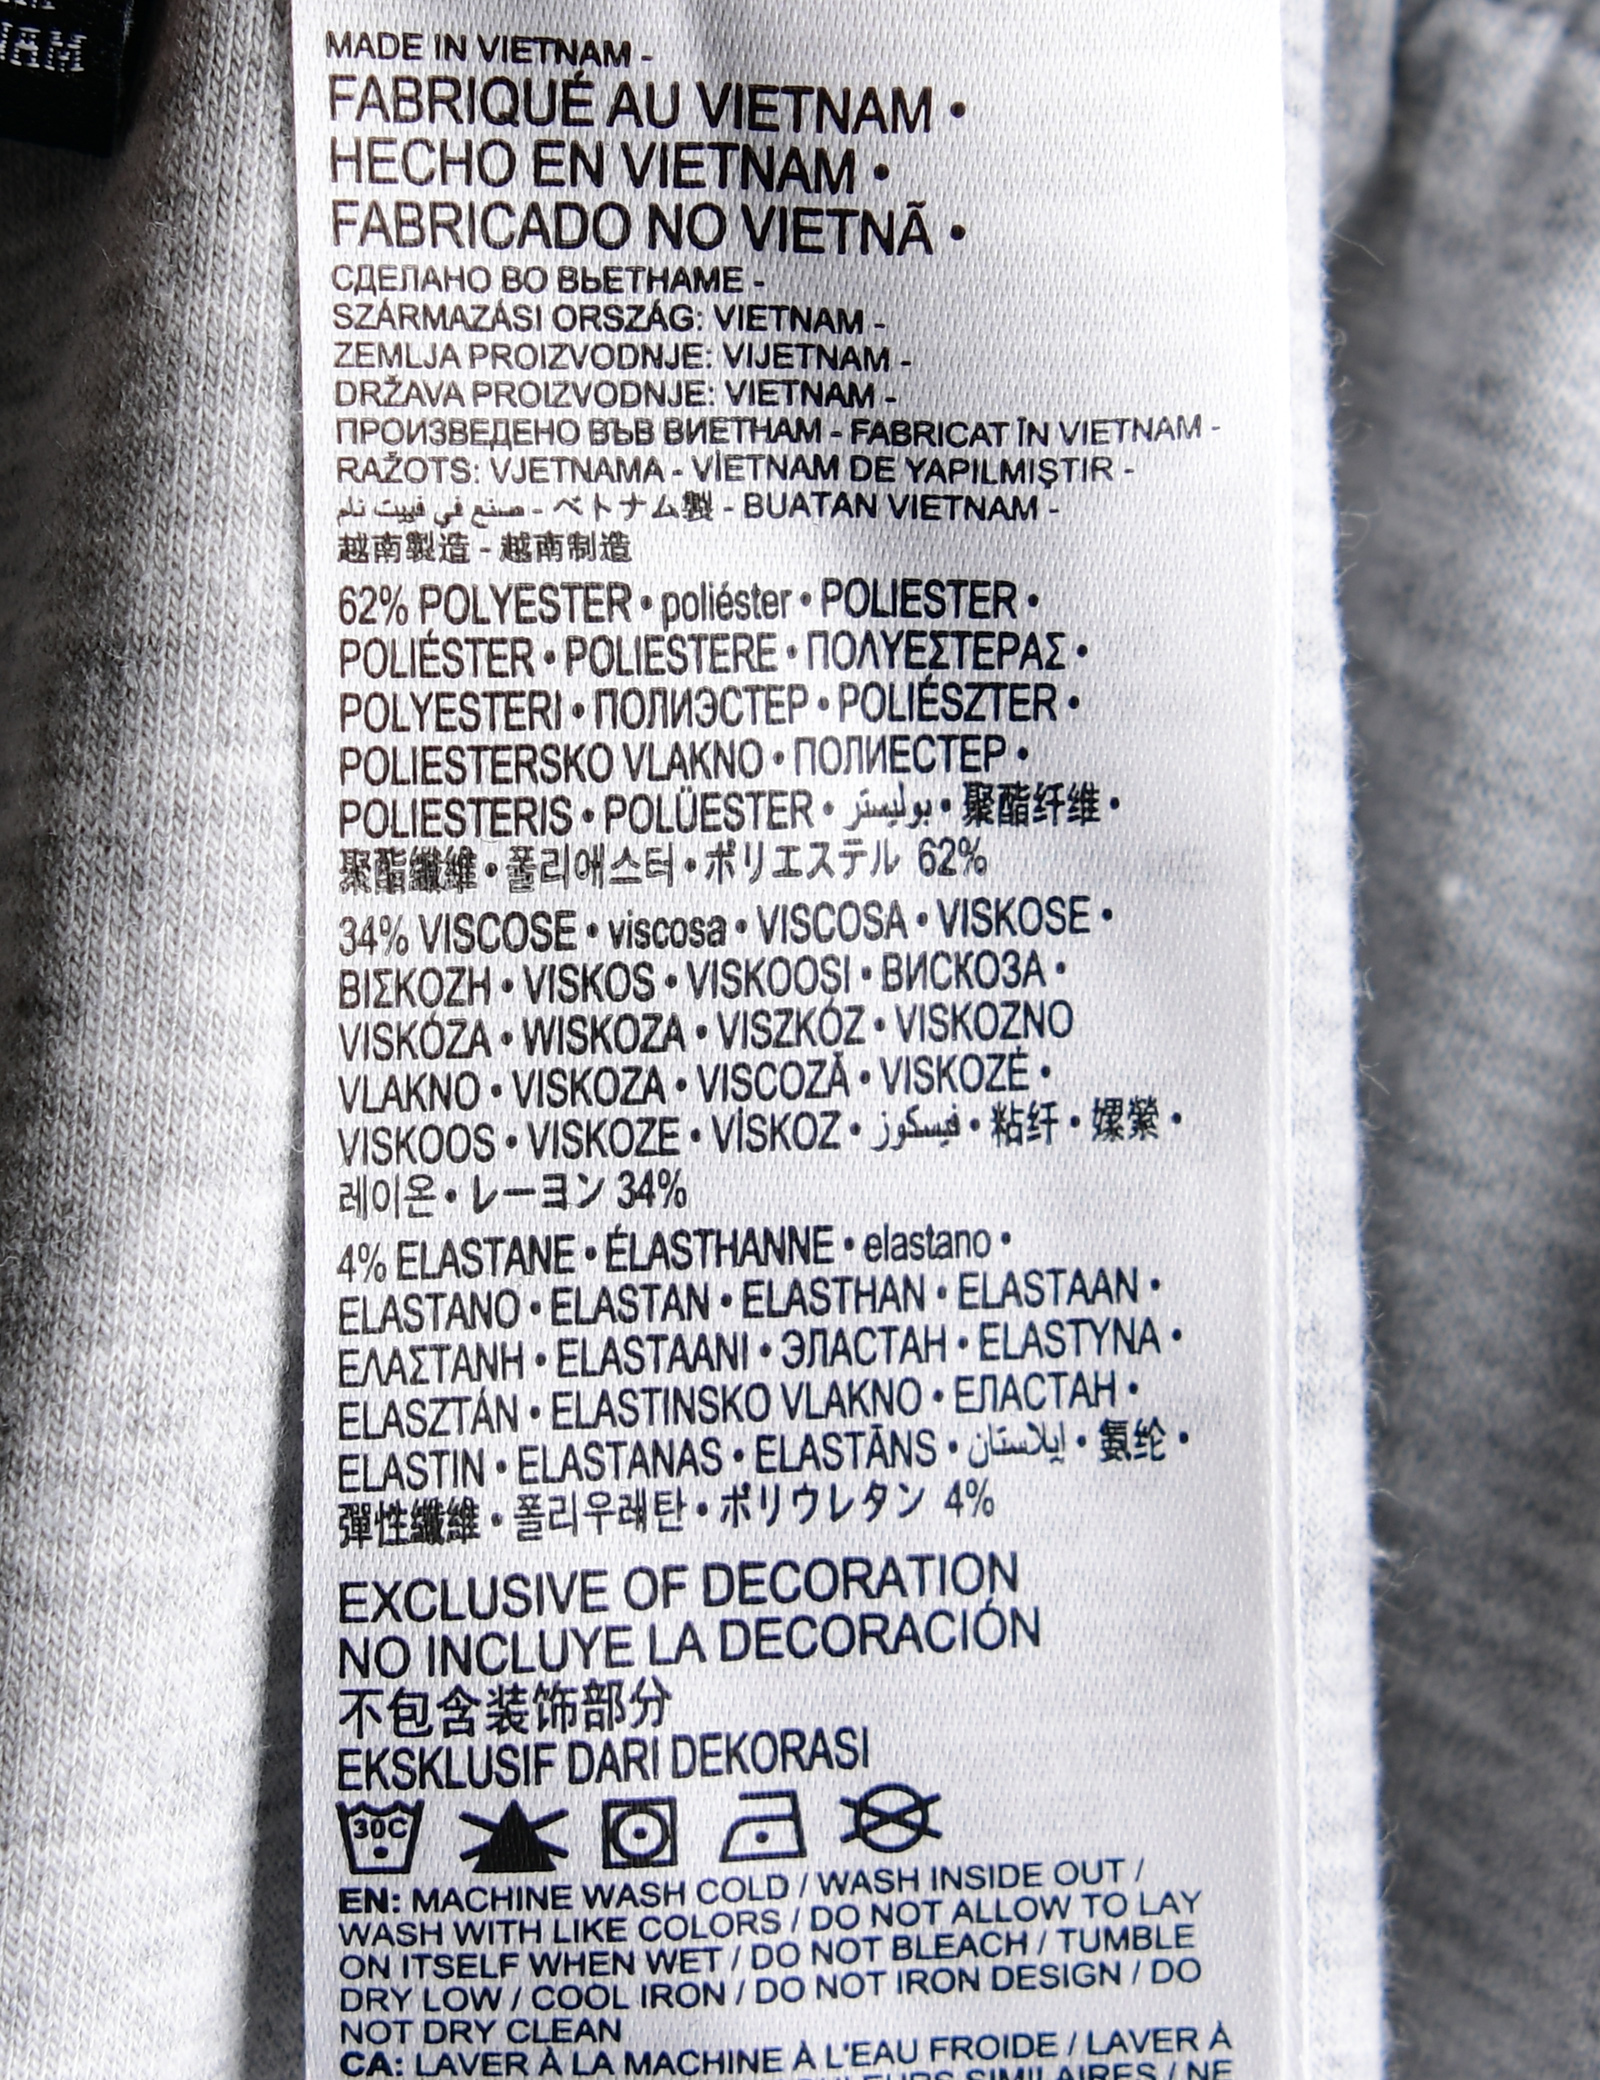 NAM
MADE IN VIETNAM -
FABRIQUÉ AU VIETNAM •
HECHO EN VIETNAM •
FABRICADO NO VIETNÃ •
СДЕЛАНО ВО ВЬЕТНАМЕ -
SZÁRMAZÁSI ORSZÁG: VIETNAM -
ZEMLJA PROIZVODNJE: VIJETNAM -
DRŽAVA PROIZVODNJE: VIETNAM -
ПРОИЗВЕДЕНО ВЪВ ВИЕТНАМ - FABRICAT ÎN VIETNAM -
RAŽOTS: VJETNAMA - VİETNAM DE YAPILMIŞTIR -
صنع في فييت نام - ベトナム製 - BUATAN VIETNAM -
越南製造 - 越南制造
62% POLYESTER • poliéster • POLIESTER •
POLIÉSTER • POLIESTERE • ΠΟΛΥΕΣΤΕΡΑΣ •
POLYESTERI • ПОЛИЭСТЕР • POLIÉSZTER •
POLIESTERSKO VLAKNO • ПОЛИЕСТЕР •
POLIESTERIS • POLÜESTER • بوليستر • 聚酯纤维 •
聚酯纖維 • 폴리에스터 • ポリエステル 62%
34% VISCOSE • viscosa • VISCOSA • VISKOSE •
ΒΙΣΚΟΖΗ • VISKOS • VISKOOSI • ВИСКОЗА •
VISKÓZA • WISKOZA • VISZKÓZ • VISKOZNO
VLAKNO • VISKOZA • VISCOZĂ • VISKOZĖ •
VISKOOS • VISKOZE • VİSKOZ • فيسكوز • 粘纤 • 嫘縈 •
레이온 • レーヨン 34%
4% ELASTANE • ÉLASTHANNE • elastano •
ELASTANO • ELASTAN • ELASTHAN • ELASTAAN •
ΕΛΑΣΤΑΝΗ • ELASTAANI • ЭЛАСТАН • ELASTYNA •
ELASZTÁN • ELASTINSKO VLAKNO • ЕЛАСТАН •
ELASTIN • ELASTANAS • ELASTĀNS • إيلاستان • 氨纶 •
彈性纖維 • 폴리우레탄 • ポリウレタン 4%
EXCLUSIVE OF DECORATION
NO INCLUYE LA DECORACIÓN
不包含装饰部分
EKSKLUSIF DARI DEKORASI
30C
EN: MACHINE WASH COLD / WASH INSIDE OUT /
WASH WITH LIKE COLORS / DO NOT ALLOW TO LAY
ON ITSELF WHEN WET / DO NOT BLEACH / TUMBLE
DRY LOW / COOL IRON / DO NOT IRON DESIGN / DO
NOT DRY CLEAN
CA: LAVER À LA MACHINE À L'EAU FROIDE / LAVER À
SIMILAIRES / NE